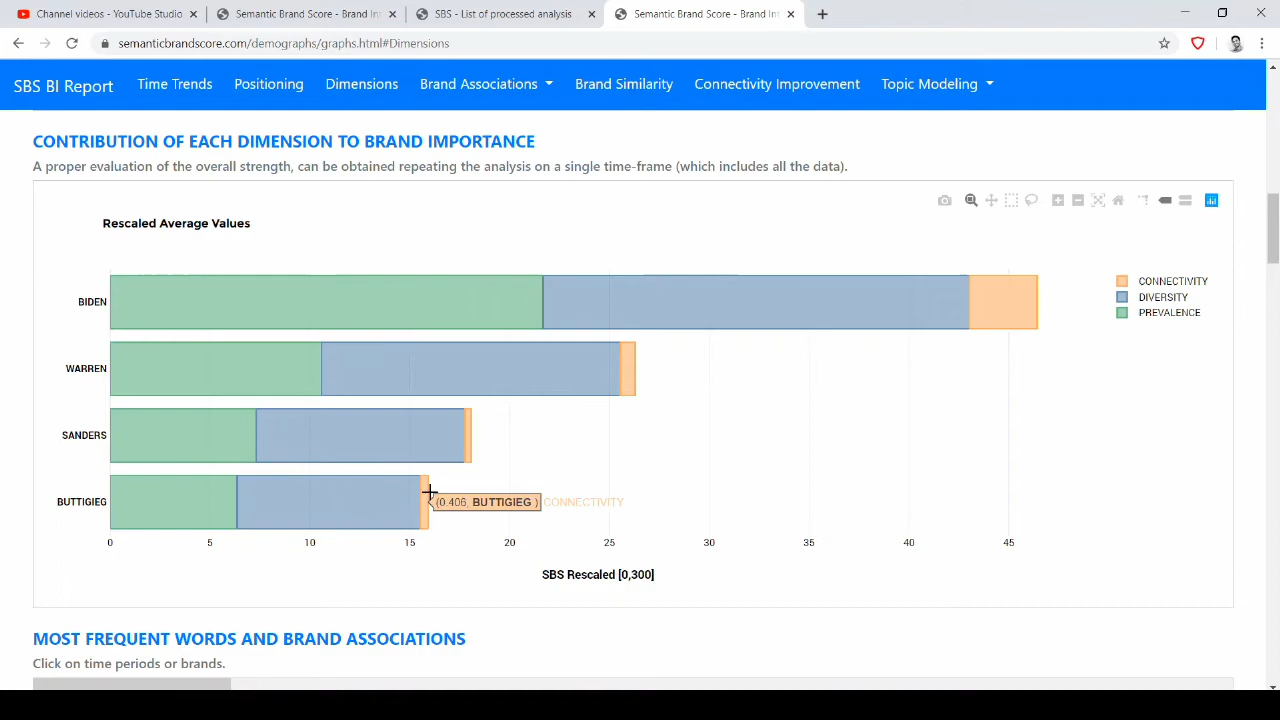 Channel videos - YouTube Studio
Semantic Brand Score - Brand In
SBS - List of processed analysis
Semantic Brand Score - Brand Int
semanticbrandscore.com/demographs/graphs.html#Dimensions
SBS BI Report
Time Trends
Positioning
Dimensions
Brand Associations
Brand Similarity
Connectivity Improvement
Topic Modeling
CONTRIBUTION OF EACH DIMENSION TO BRAND IMPORTANCE
A proper evaluation of the overall strength, can be obtained repeating the analysis on a single time-frame (which includes all the data).
Rescaled Average Values
CONNECTIVITY
DIVERSITY
PREVALENCE
BIDEN
WARREN
SANDERS
BUTTIGIEG
(0.406, BUTTIGIEG ) CONNECTIVITY
0 5 10 15 20 25 30 35 40 45
SBS Rescaled [0,300]
MOST FREQUENT WORDS AND BRAND ASSOCIATIONS
Click on time periods or brands.